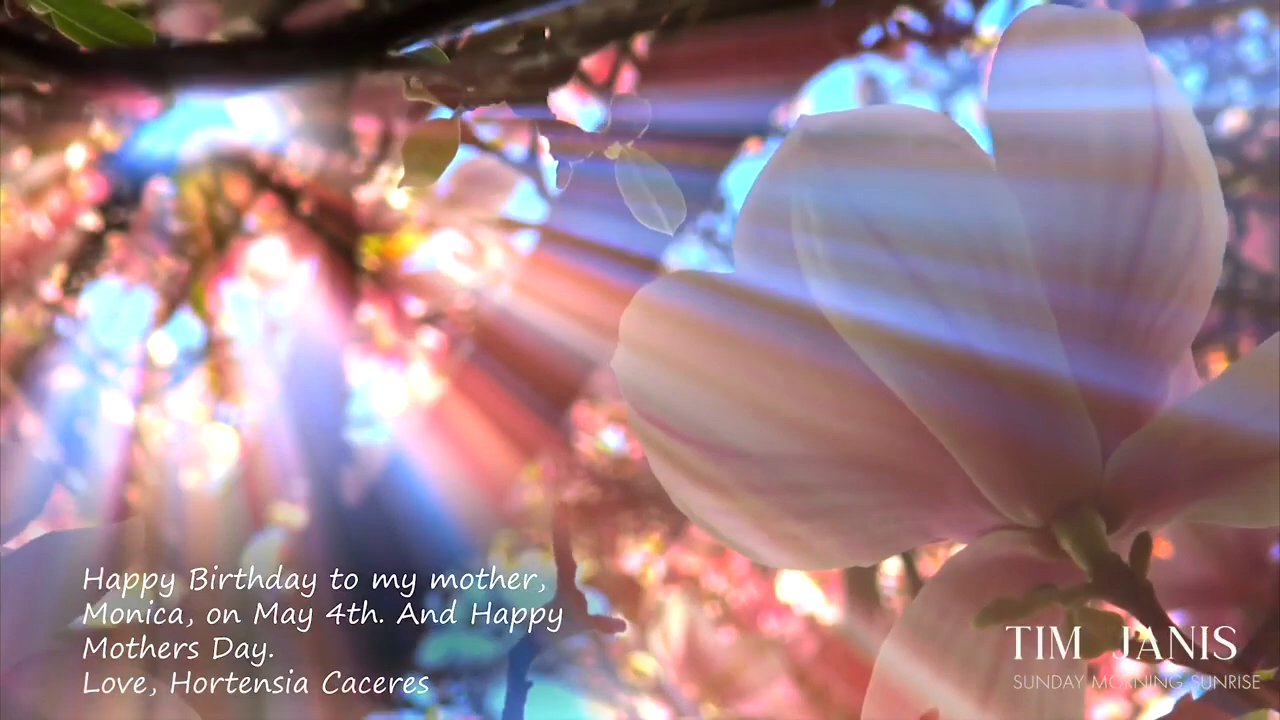 Happy Birthday to my mother,
Monica, on May 4th. And Happy
Mothers Day.
Love, Hortensia Caceres
TIM JANIS
SUNDAY MORNING SUNRISE